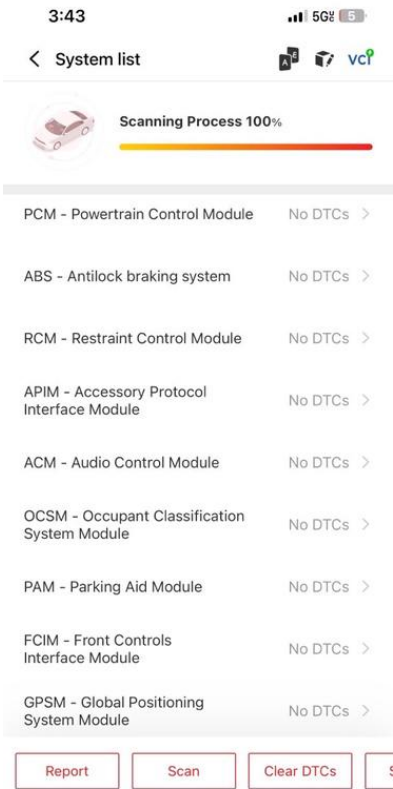 3:43
5G
5
System list
A
vci
Scanning Process 100%
PCM - Powertrain Control Module
No DTCs
ABS - Antilock braking system
No DTCs
RCM - Restraint Control Module
No DTCs
APIM - Accessory Protocol
Interface Module
No DTCs
ACM - Audio Control Module
No DTCs
OCSM - Occupant Classification
System Module
No DTCs
PAM - Parking Aid Module
No DTCs
FCIM - Front Controls
Interface Module
No DTCs
GPSM - Global Positioning
System Module
No DTCs
Report
Scan
Clear DTCs